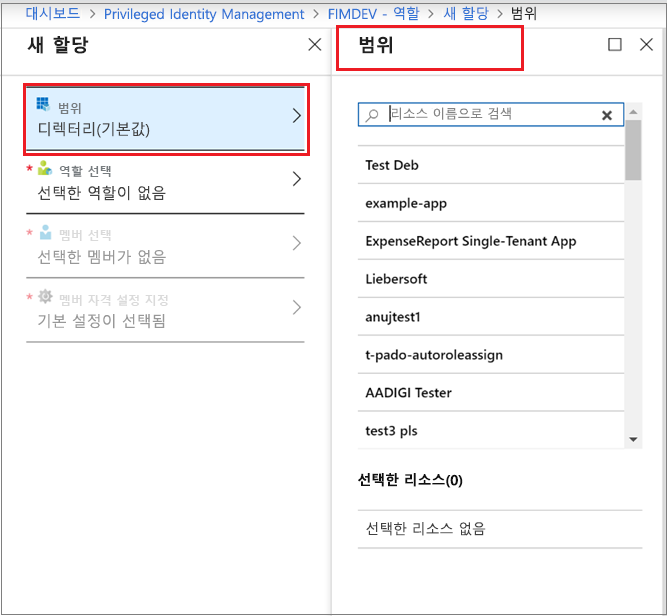 대시보드 > Privileged Identity Management > FIMDEV - 역할 > 새 할당 > 범위
새 할당
범위
디렉터리(기본값)
* 역할 선택
선택한 역할이 없음
* 멤버 선택
선택한 멤버가 없음
* 멤버 자격 설정 지정
기본 설정이 선택됨
범위
리소스 이름으로 검색
Test Deb
example-app
ExpenseReport Single-Tenant App
Liebersoft
anujtest1
t-pado-autoroleassign
AADIGI Tester
test3 pls
선택한 리소스(0)
선택한 리소스 없음